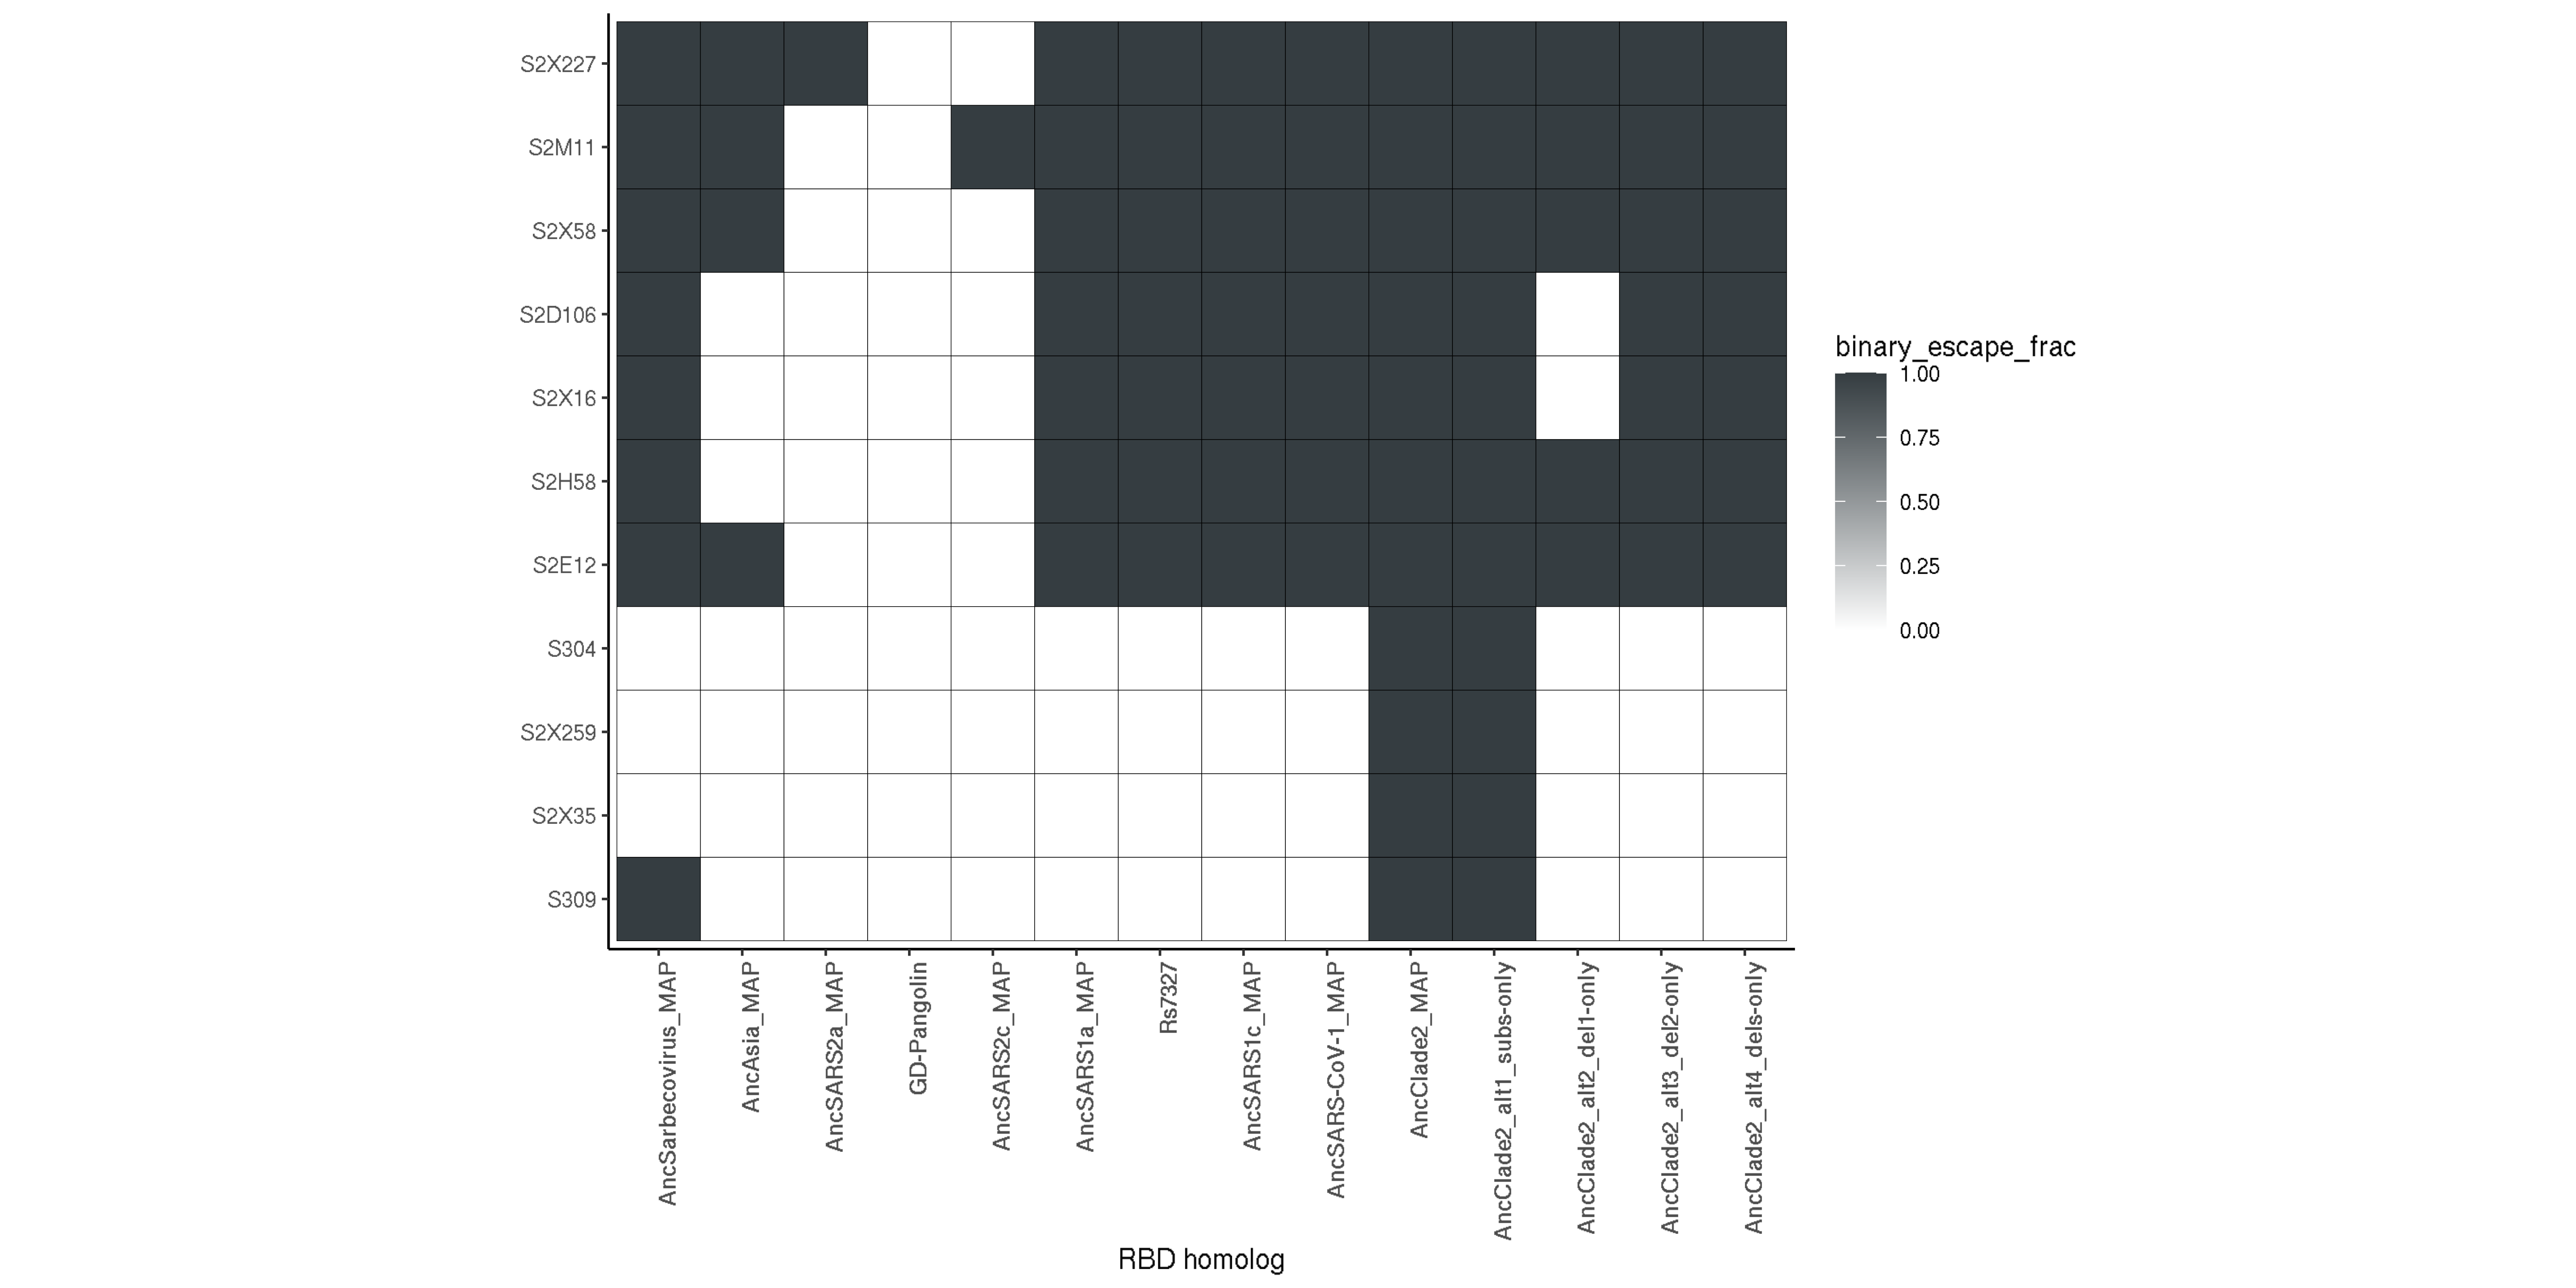 S2X227
S2M11
S2X58
S2D106
S2X16
S2H58
S2E12
S304
S2X259
S2X35
S309
AncSarbecovirus_MAP
AncAsia_MAP
AncSARS2a_MAP
GD-Pangolin
AncSARS2c_MAP
AncSARS1a_MAP
Rs7327
AncSARS1c_MAP
AncSARS-CoV-1_MAP
AncClade2_MAP
AncClade2_alt1_subs-only
AncClade2_alt2_del1-only
AncClade2_alt3_del2-only
AncClade2_alt4_dels-only
RBD homolog
binary_escape_frac
1.00
0.75
0.50
0.25
0.00